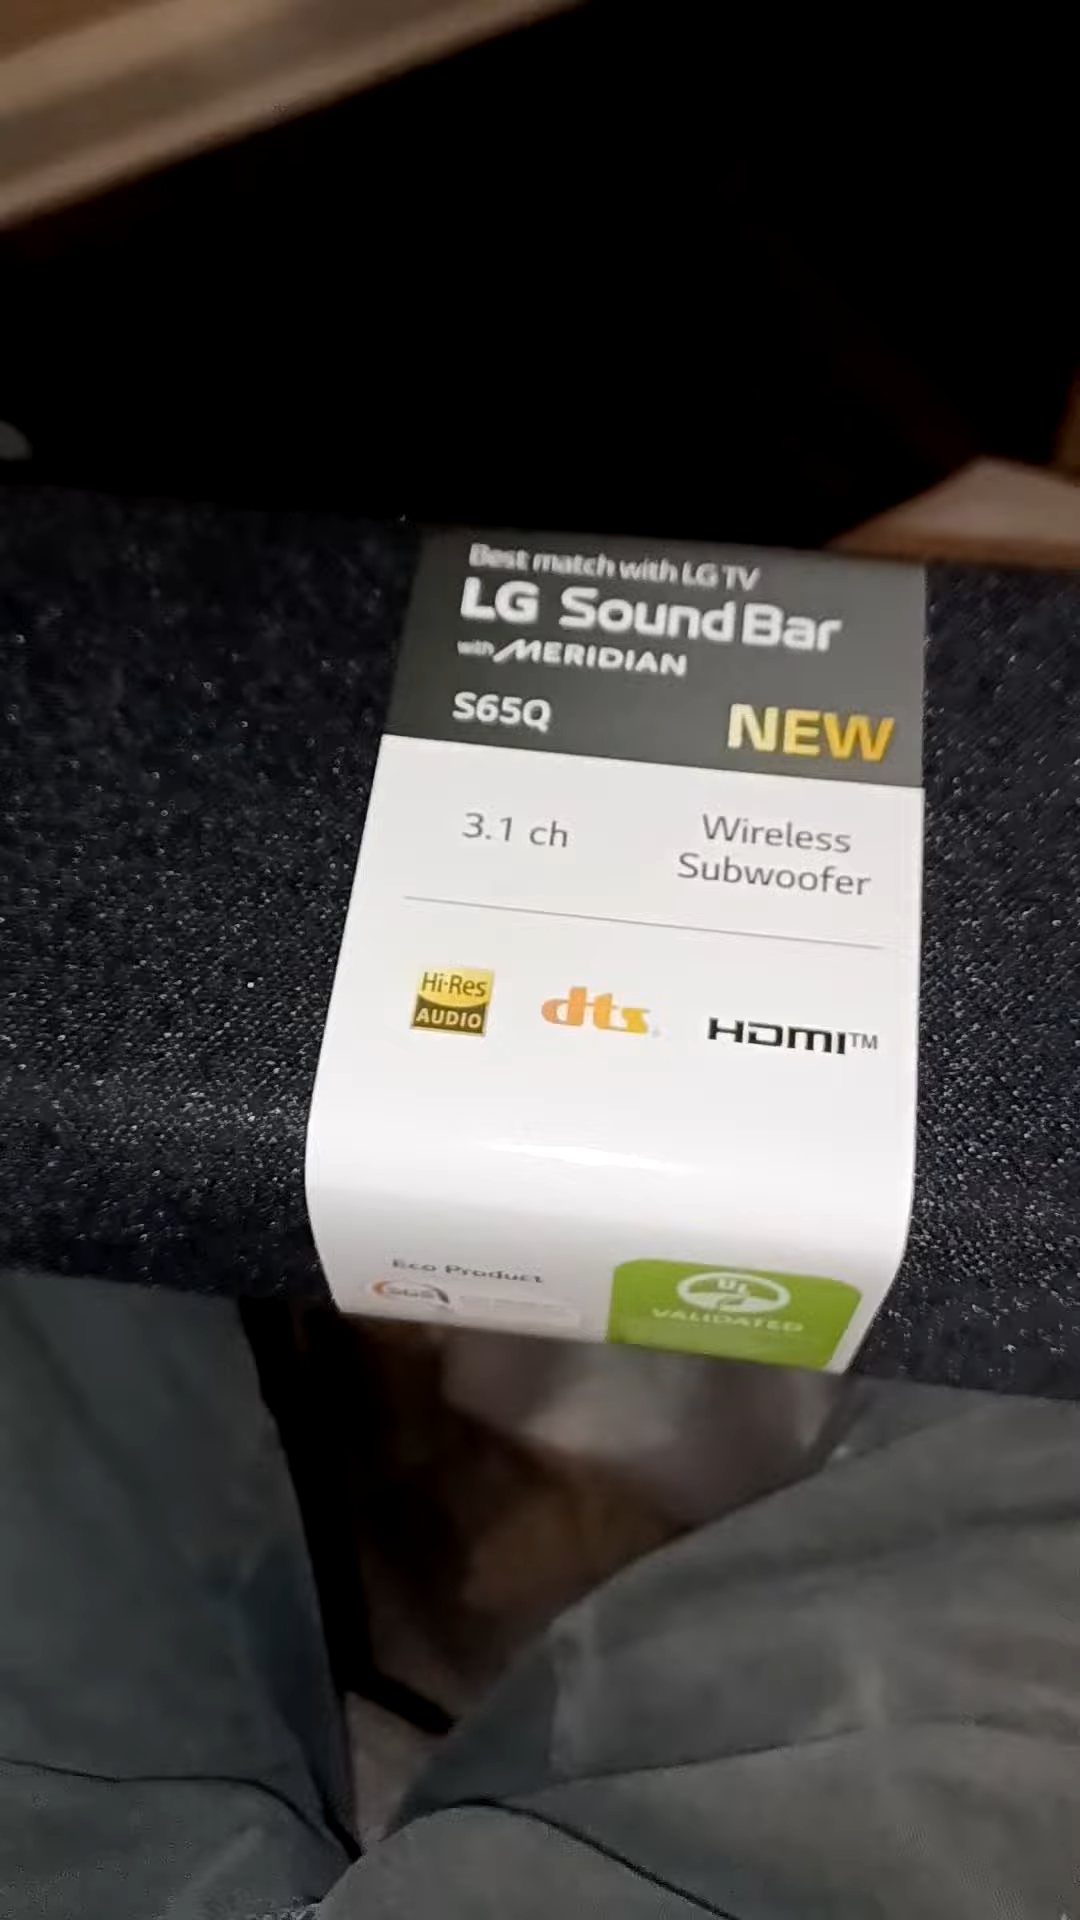 Best match with LG TV
LG Sound Bar
with MERIDIAN
S65Q NEW
3.1 ch
Wireless
Subwoofer
Hi-Res
AUDIO
dts
HDMI™
Eco Product
SGS
UL
VALIDATED